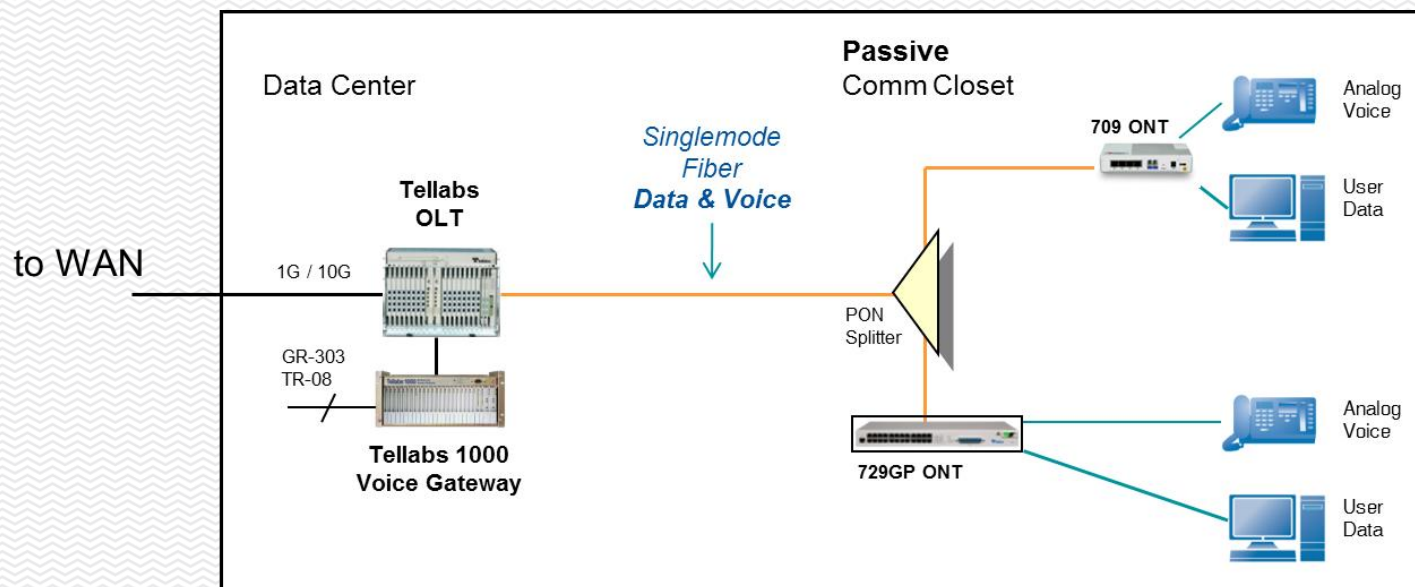 Data Center
Passive
Comm Closet
Singlemode
Fiber
Data & Voice
Tellabs
OLT
to WAN
1G / 10G
GR-303
TR-08
Tellabs 1000
Voice Gateway
PON
Splitter
709 ONT
Analog
Voice
User
Data
729GP ONT
Analog
Voice
User
Data